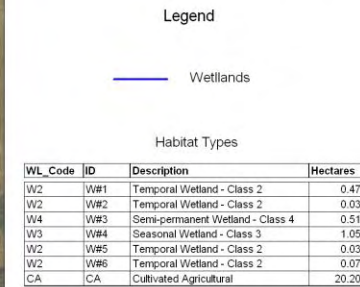 Legend
Wetllands
Habitat Types
WL_Code ID Description Hectares
W2 W#1 Temporal Wetland - Class 2 0.47
W2 W#2 Temporal Wetland - Class 2 0.03
W4 W#3 Semi-permanent Wetland - Class 4 0.51
W3 W#4 Seasonal Wetland - Class 3 1.05
W2 W#5 Temporal Wetland - Class 2 0.03
W2 W#6 Temporal Wetland - Class 2 0.07
CA CA Cultivated Agricultural 20.20